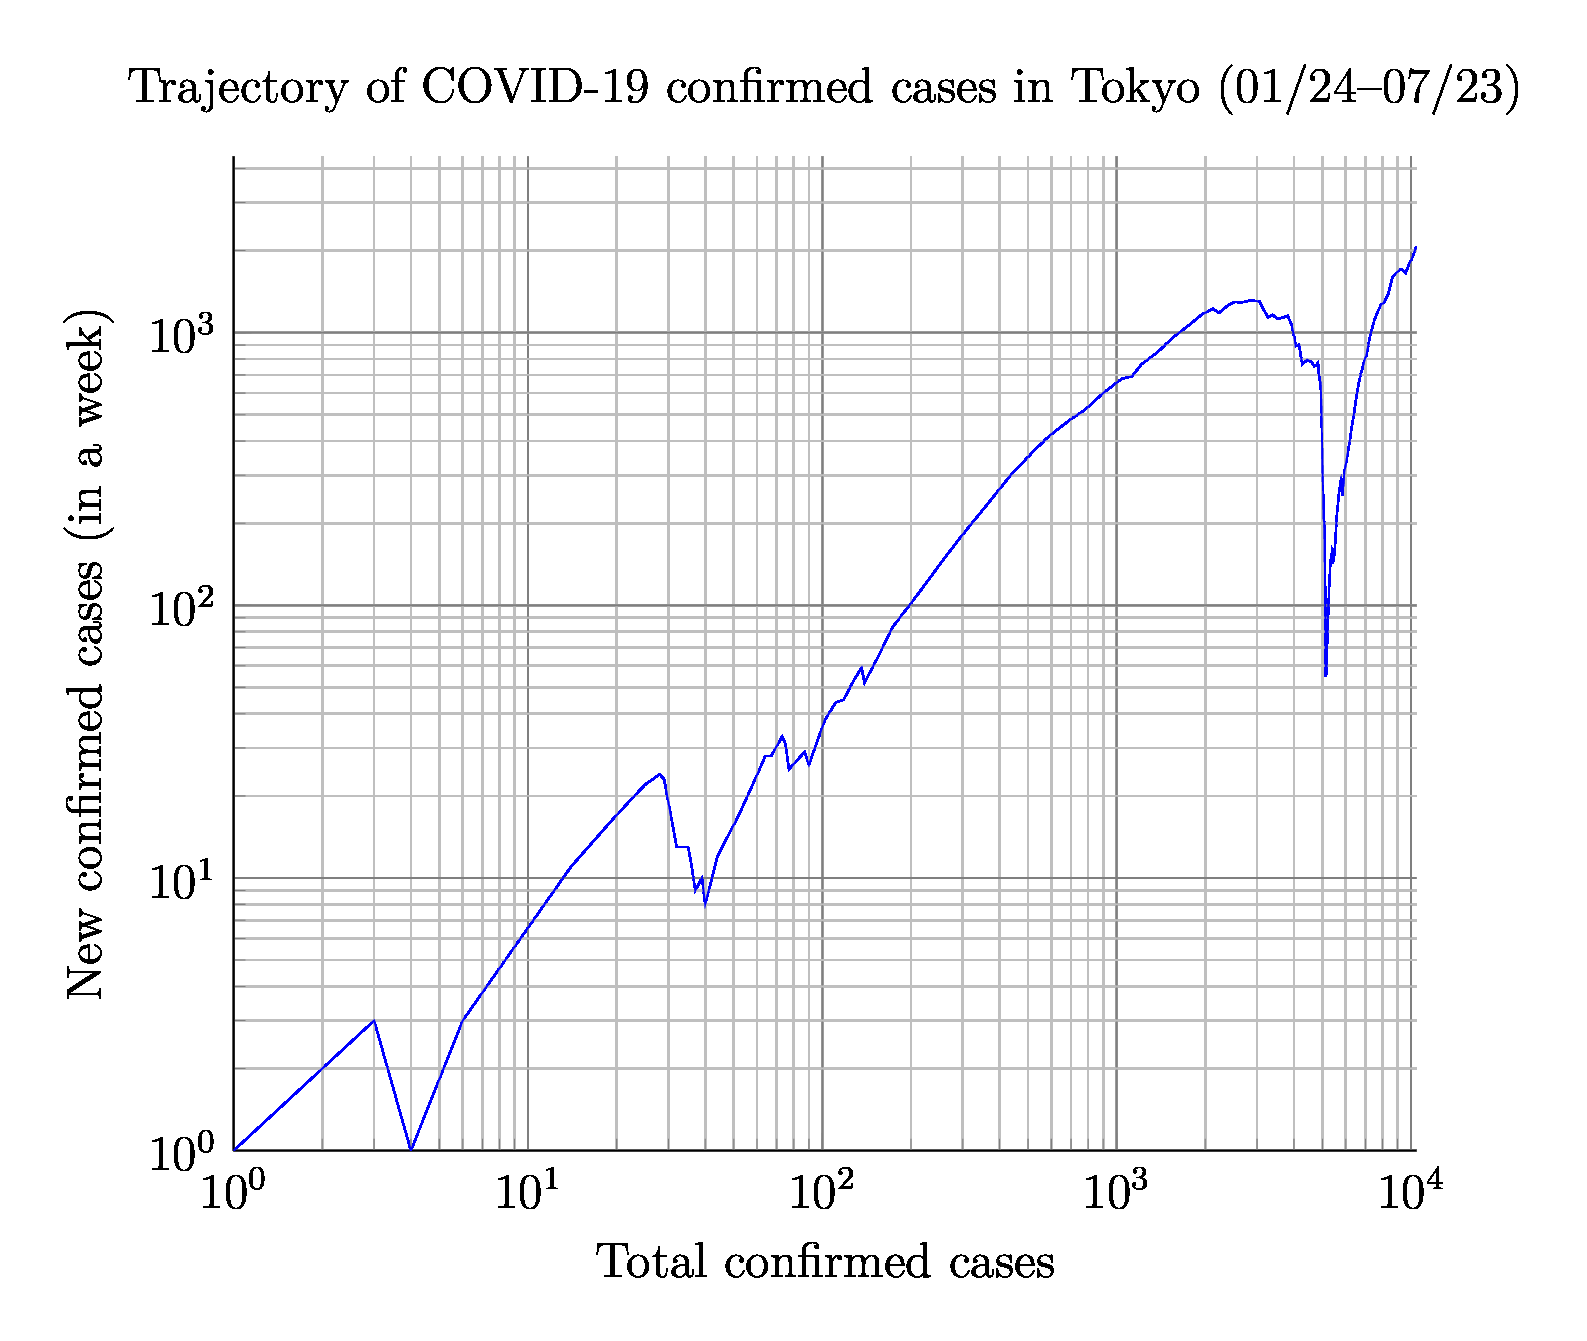 Trajectory of COVID-19 confirmed cases in Tokyo (01/24–07/23)
New confirmed cases (in a week)
10³
10²
10¹
10⁰
10⁰ 10¹ 10² 10³ 10⁴
Total confirmed cases